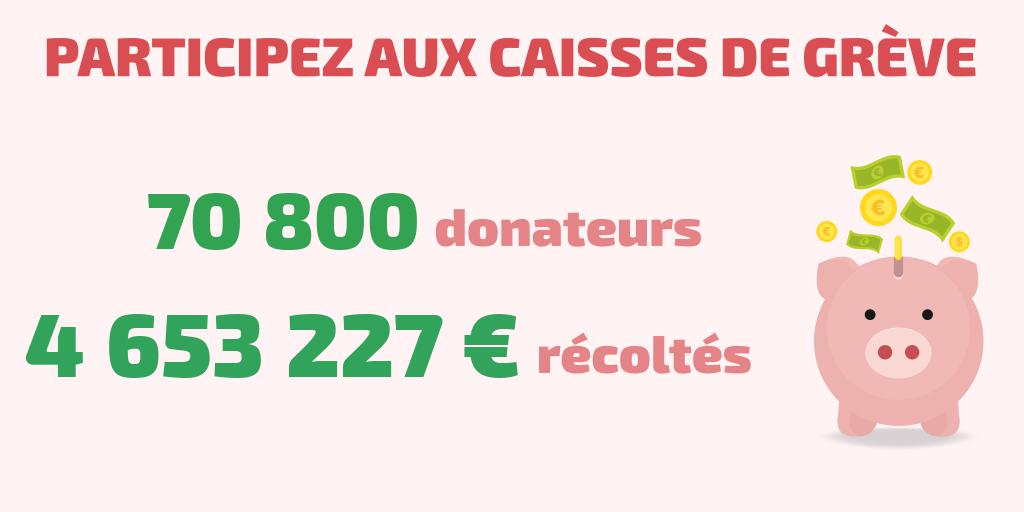 PARTICIPEZ AUX CAISSES DE GRÈVE
70 800 donateurs
4 653 227 € récoltés